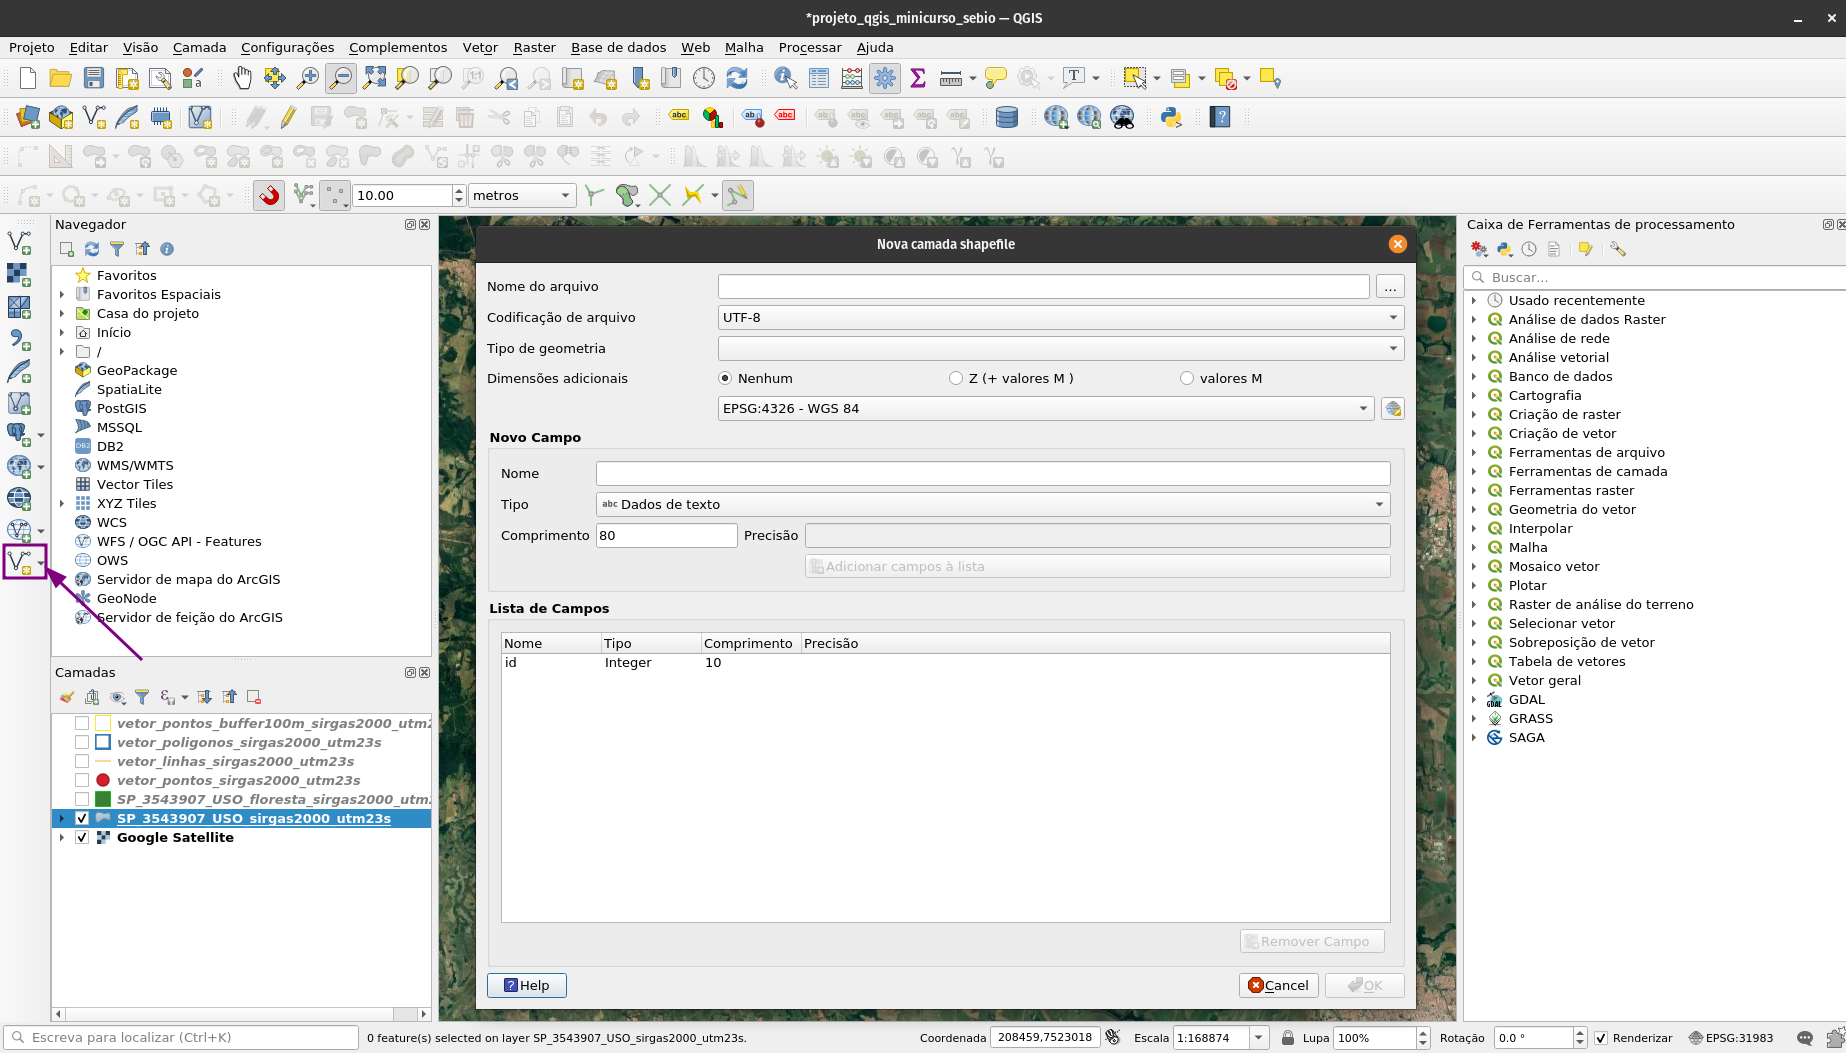 *projeto_qgis_minicurso_sebio — QGIS
Projeto Editar Visão Camada Configurações Complementos Vetor Raster Base de dados Web Malha Processar Ajuda
10.00 metros
Navegador
Favoritos
Favoritos Espaciais
Casa do projeto
Início
/
GeoPackage
SpatiaLite
PostGIS
MSSQL
DB2
WMS/WMTS
Vector Tiles
XYZ Tiles
WCS
WFS / OGC API - Features
OWS
Servidor de mapa do ArcGIS
GeoNode
Servidor de feição do ArcGIS
Camadas
vetor_pontos_buffer100m_sirgas2000_utm2
vetor_poligonos_sirgas2000_utm23s
vetor_linhas_sirgas2000_utm23s
vetor_pontos_sirgas2000_utm23s
SP_3543907_USO_floresta_sirgas2000_utm
SP_3543907_USO_sirgas2000_utm23s
Google Satellite
Nova camada shapefile
Nome do arquivo
...
Codificação de arquivo UTF-8
Tipo de geometria
Dimensões adicionais Nenhum Z (+ valores M ) valores M
EPSG:4326 - WGS 84
Novo Campo
Nome
Tipo abc Dados de texto
Comprimento 80 Precisão
Adicionar campos à lista
Lista de Campos
Nome Tipo Comprimento Precisão
id Integer 10
Remover Campo
Help Cancel OK
Caixa de Ferramentas de processamento
Buscar...
Usado recentemente
Análise de dados Raster
Análise de rede
Análise vetorial
Banco de dados
Cartografia
Criação de raster
Criação de vetor
Ferramentas de arquivo
Ferramentas de camada
Ferramentas raster
Geometria do vetor
Interpolar
Malha
Mosaico vetor
Plotar
Raster de análise do terreno
Selecionar vetor
Sobreposição de vetor
Tabela de vetores
Vetor geral
GDAL
GRASS
SAGA
Escreva para localizar (Ctrl+K) 0 feature(s) selected on layer SP_3543907_USO_sirgas2000_utm23s. Coordenada 208459,7523018 Escala 1:168874 Lupa 100% Rotação 0.0 ° Renderizar EPSG:31983